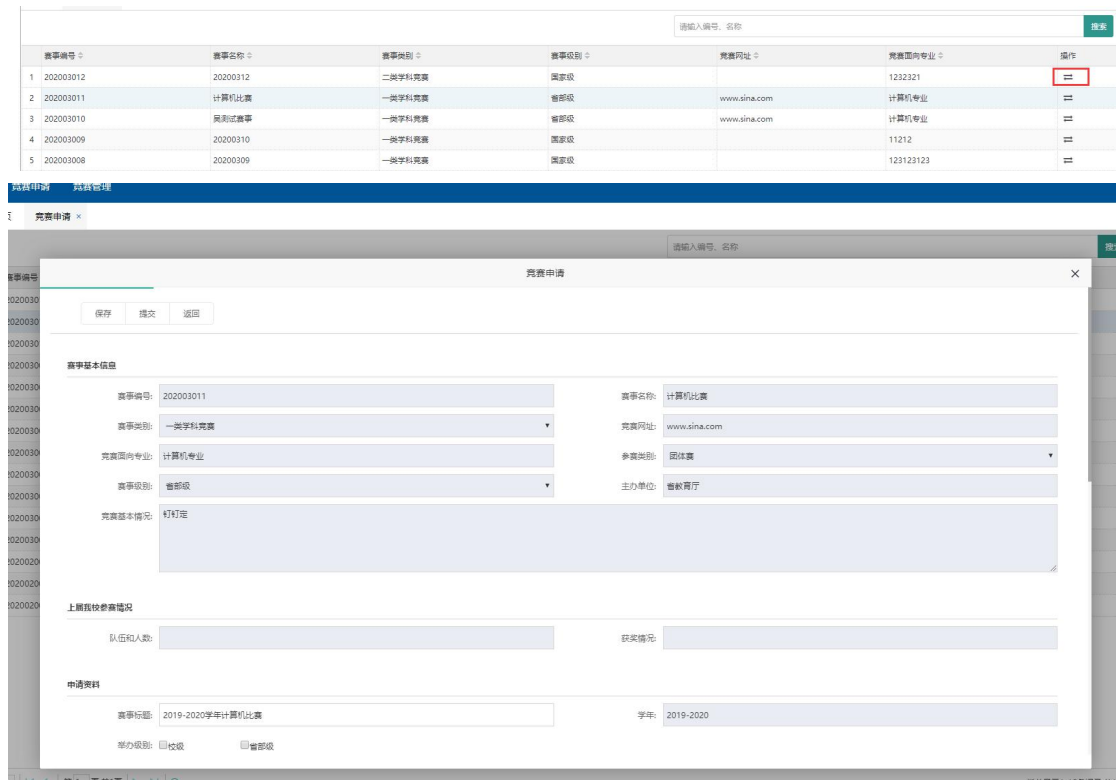 请输入编号、名称 搜索
赛事编号 赛事名称 赛事类别 赛事级别 竞赛网址 竞赛面向专业 操作
1 202003012 20200312 二类学科竞赛 国家级 1232321
2 202003011 计算机比赛 一类学科竞赛 省部级 www.sina.com 计算机专业
3 202003010 吴测试赛事 一类学科竞赛 省部级 www.sina.com 计算机专业
4 202003009 20200310 一类学科竞赛 国家级 11212
5 202003008 20200309 一类学科竞赛 国家级 123123123
竞赛申请 竞赛管理
页 竞赛申请 ×
请输入编号、名称
赛事编号
竞赛申请
保存 提交 返回
赛事基本信息
赛事编号: 202003011 赛事名称: 计算机比赛
赛事类别: 一类学科竞赛 竞赛网址: www.sina.com
竞赛面向专业: 计算机专业 参赛类别: 团体赛
赛事级别: 省部级 主办单位: 省教育厅
竞赛基本情况: 钉钉定
上届我校参赛情况
队伍和人数: 获奖情况:
申请资料
赛事标题: 2019-2020学年计算机比赛 学年: 2019-2020
举办级别: 校级 省部级